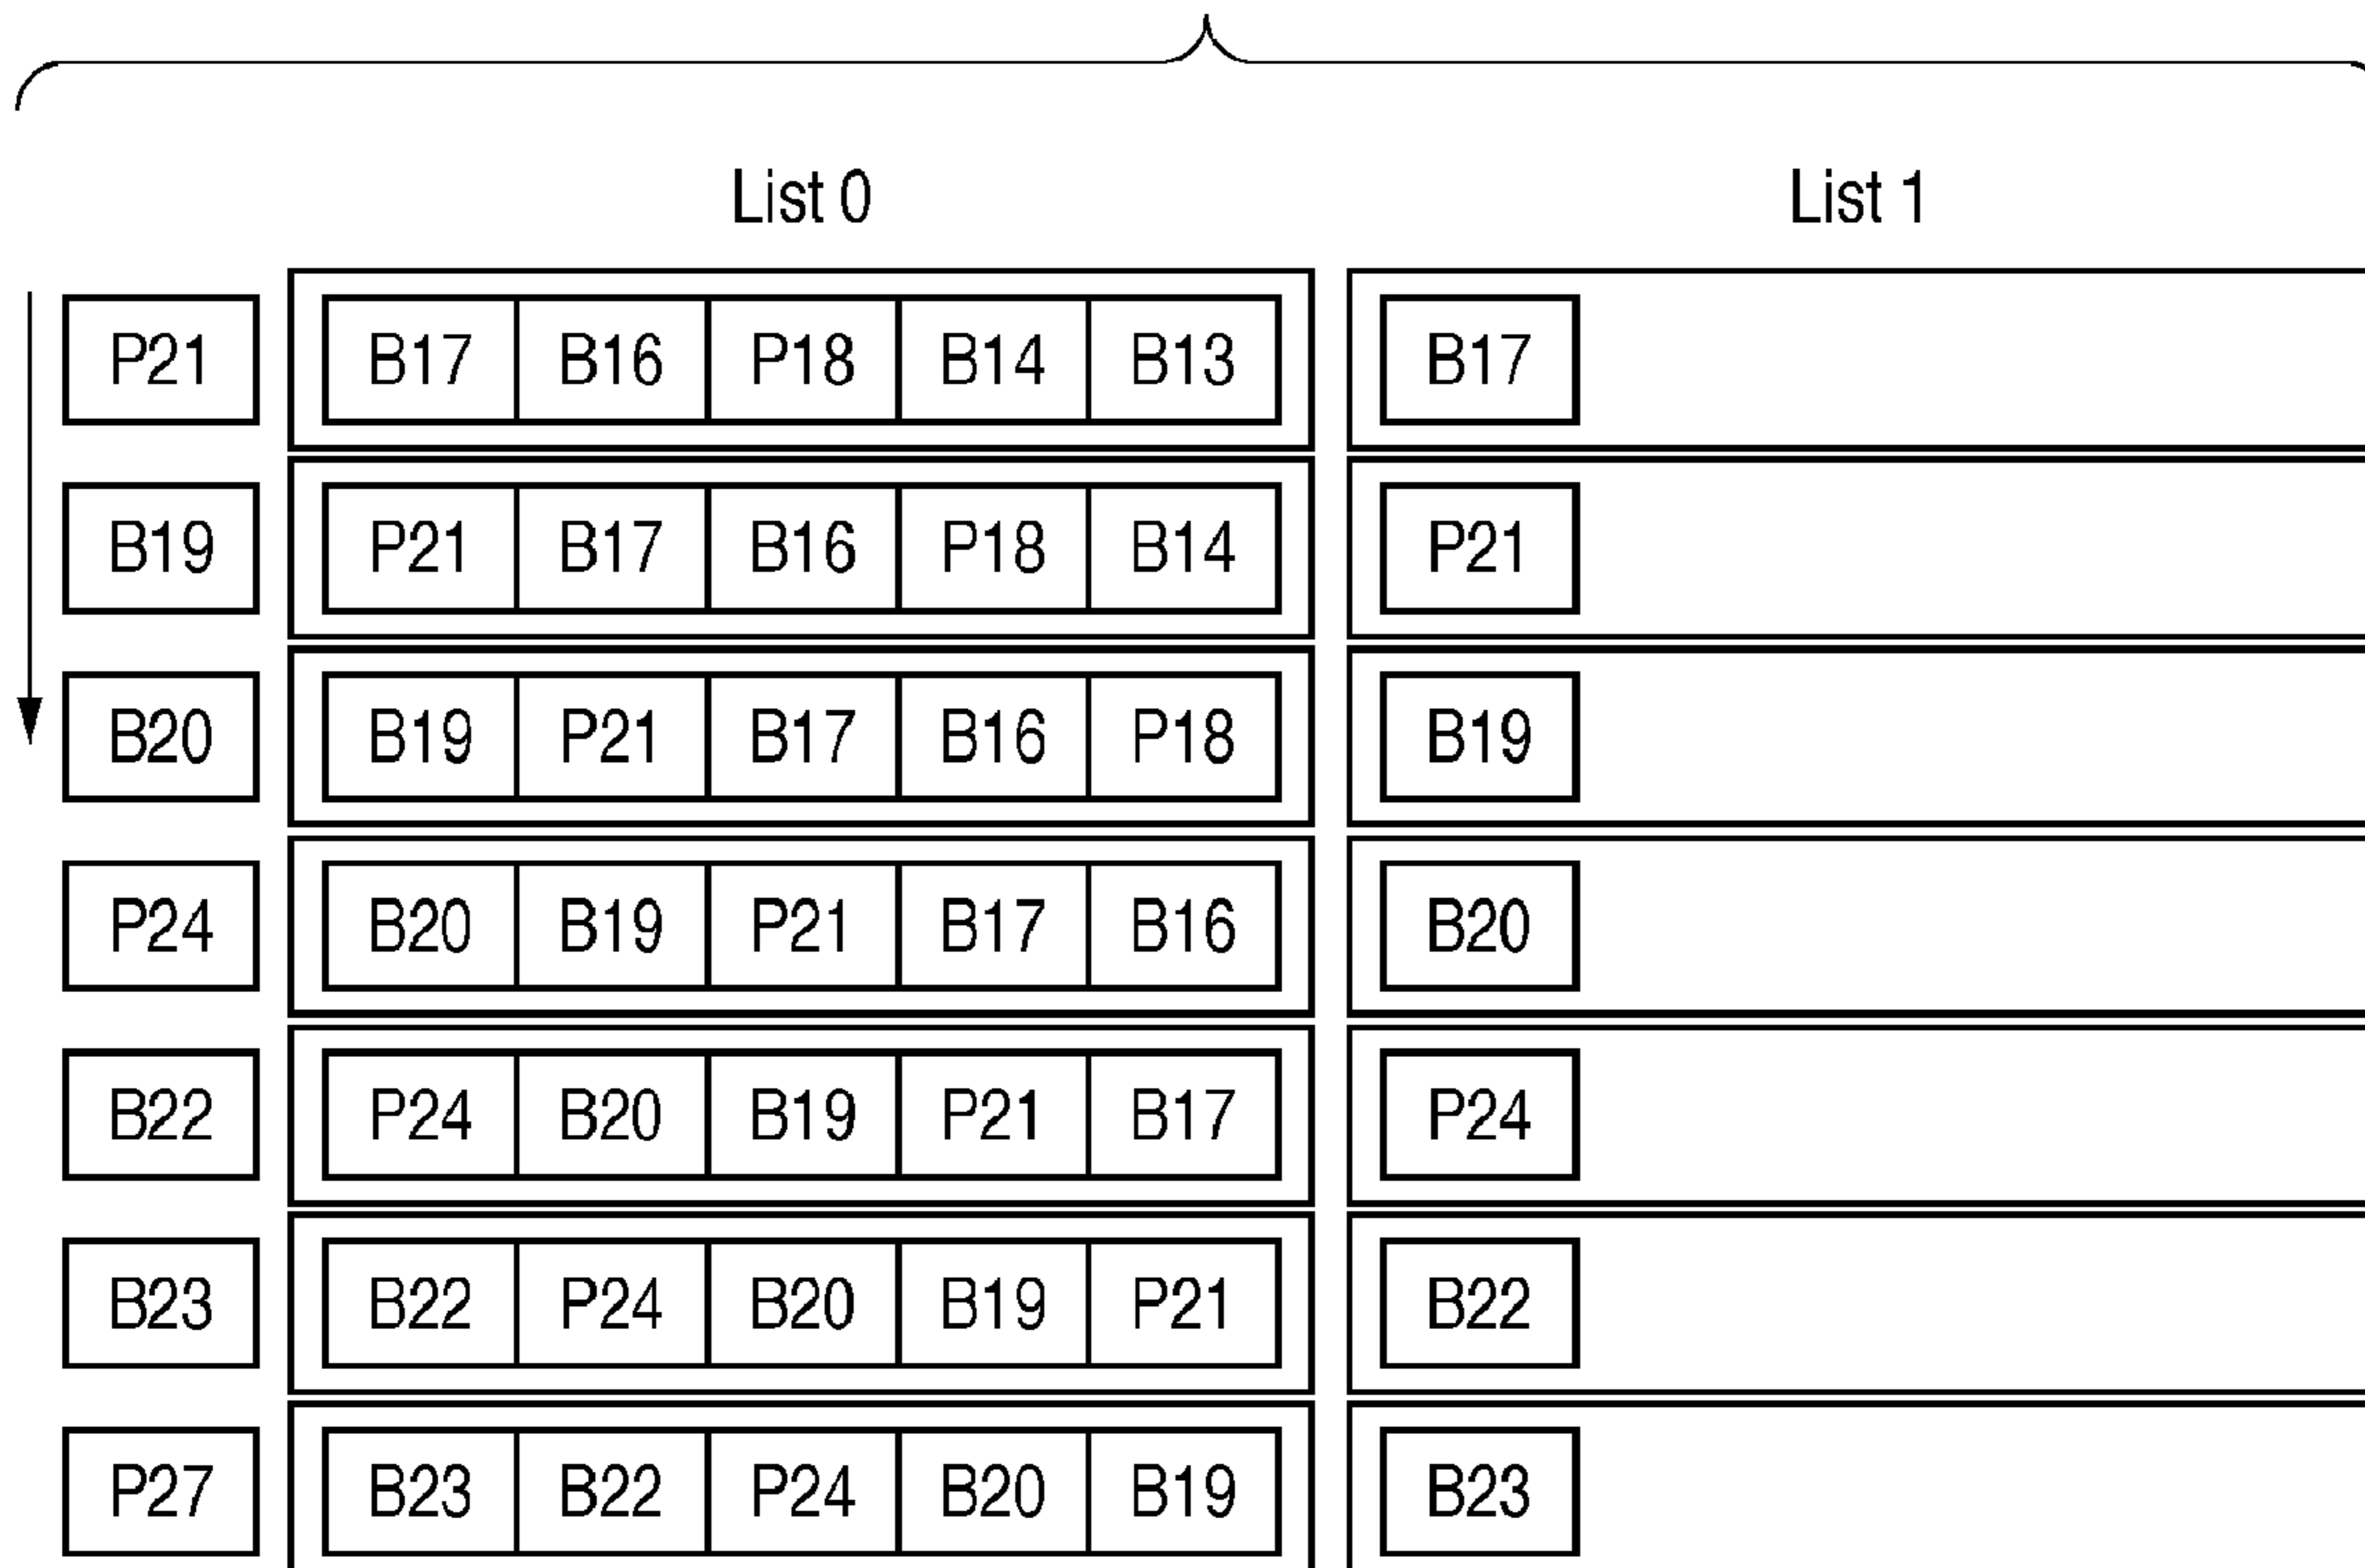 List 0 List 1
P21 B17 B16 P18 B14 B13 B17
B19 P21 B17 B16 P18 B14 P21
B20 B19 P21 B17 B16 P18 B19
P24 B20 B19 P21 B17 B16 B20
B22 P24 B20 B19 P21 B17 P24
B23 B22 P24 B20 B19 P21 B22
P27 B23 B22 P24 B20 B19 B23